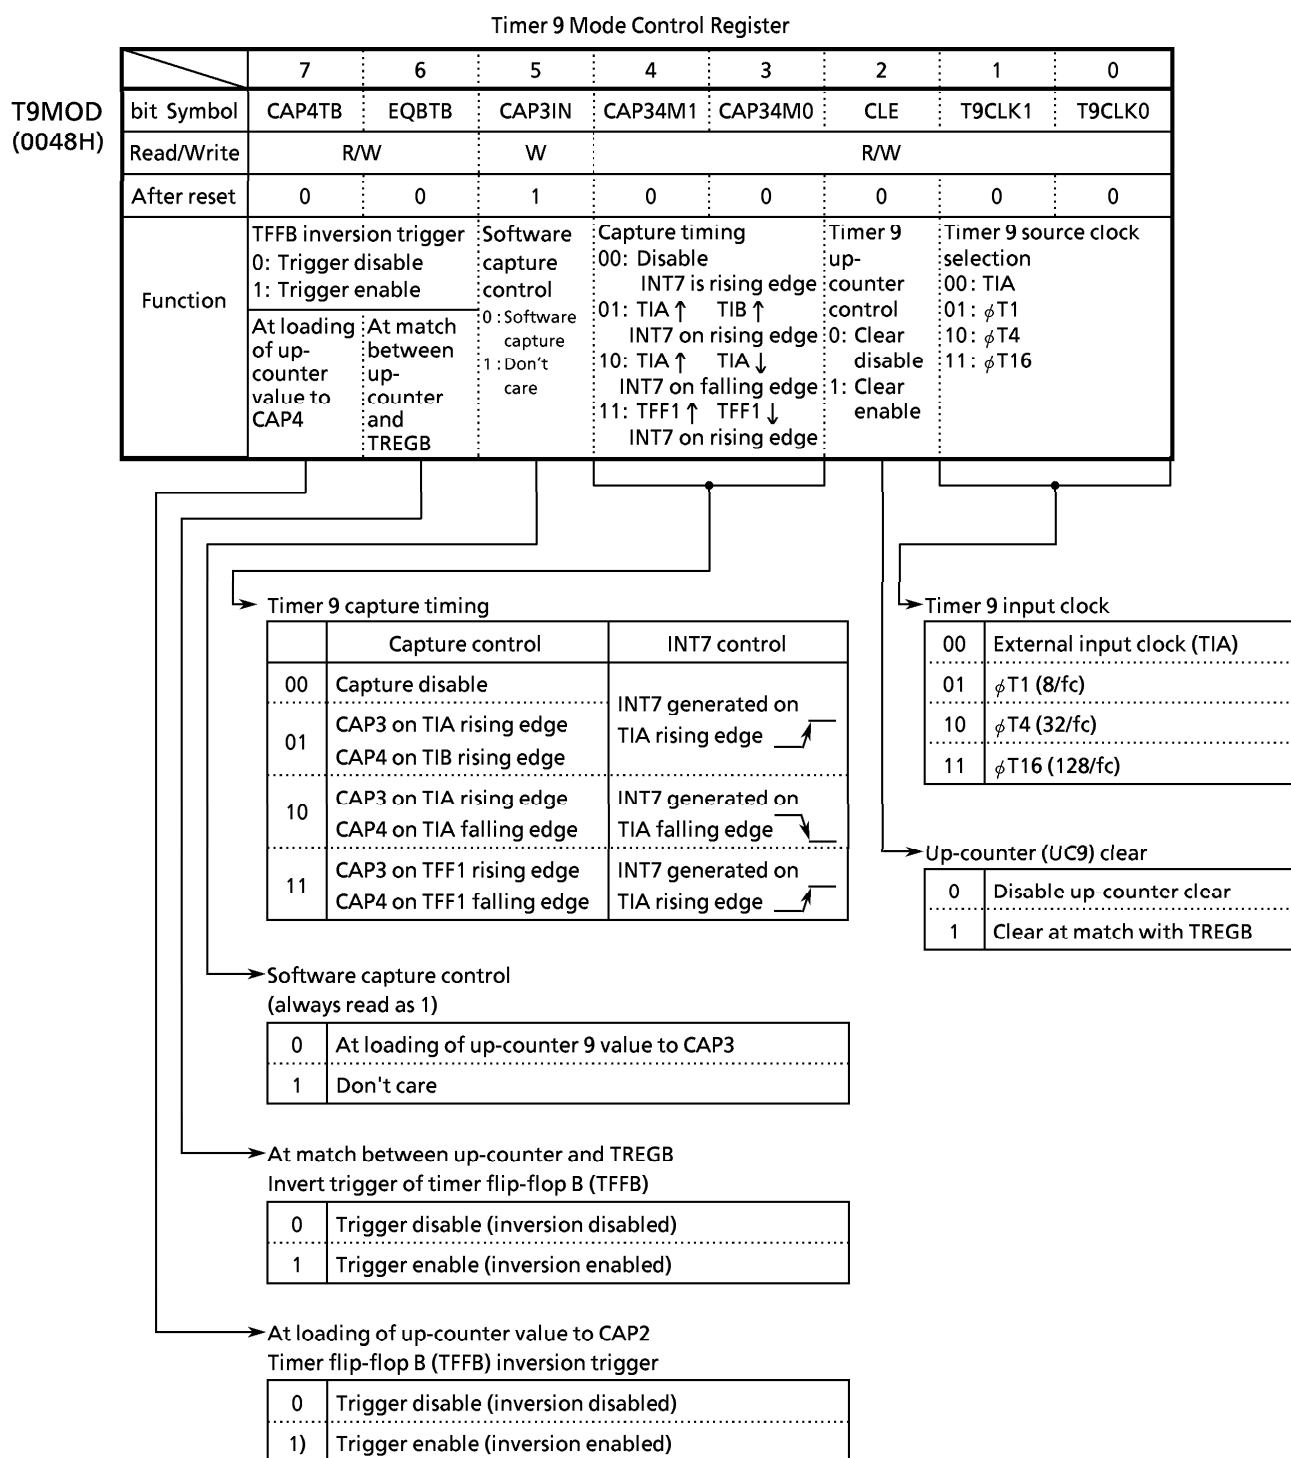 Timer 9 Mode Control Register
7 6 5 4 3 2 1 0
T9MOD
(0048H)
bit Symbol CAP4TB EQBTB CAP3IN CAP34M1 CAP34M0 CLE T9CLK1 T9CLK0
Read/Write R/W W R/W
After reset 0 0 1 0 0 0 0 0
Function
TFFB inversion trigger
0: Trigger disable
1: Trigger enable
At loading
of up-
counter
value to
CAP4
At match
between
up-
counter
and
TREGB
Software
capture
control
0 : Software
capture
1 : Don't
care
Capture timing
00: Disable
INT7 is rising edge
01: TIA ↑ TIB ↑
INT7 on rising edge
10: TIA ↑ TIA ↓
INT7 on falling edge
11: TFF1 ↑ TFF1 ↓
INT7 on rising edge
Timer 9
up-
counter
control
0: Clear
disable
1: Clear
enable
Timer 9 source clock
selection
00 : TIA
01 : ϕT1
10 : ϕT4
11 : ϕT16
Timer 9 capture timing
Capture control INT7 control
00 Capture disable
01 CAP3 on TIA rising edge
CAP4 on TIB rising edge
INT7 generated on
TIA rising edge
10 CAP3 on TIA rising edge
CAP4 on TIA falling edge
INT7 generated on
TIA falling edge
11 CAP3 on TFF1 rising edge
CAP4 on TFF1 falling edge
INT7 generated on
TIA rising edge
Timer 9 input clock
00 External input clock (TIA)
01 ϕT1 (8/fc)
10 ϕT4 (32/fc)
11 ϕT16 (128/fc)
Up-counter (UC9) clear
0 Disable up-counter clear
1 Clear at match with TREGB
Software capture control
(always read as 1)
0 At loading of up-counter 9 value to CAP3
1 Don't care
At match between up-counter and TREGB
Invert trigger of timer flip-flop B (TFFB)
0 Trigger disable (inversion disabled)
1 Trigger enable (inversion enabled)
At loading of up-counter value to CAP2
Timer flip-flop B (TFFB) inversion trigger
0 Trigger disable (inversion disabled)
1) Trigger enable (inversion enabled)